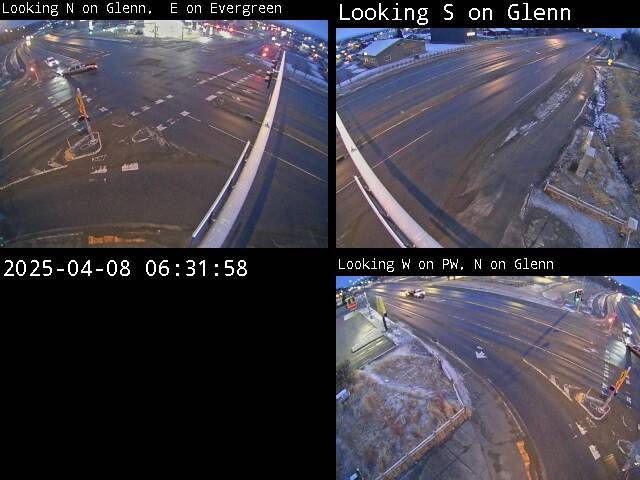 Looking N on Glenn,  E on Evergreen
Looking S on Glenn
2025-04-08 06:31:58
Looking W on PW, N on Glenn